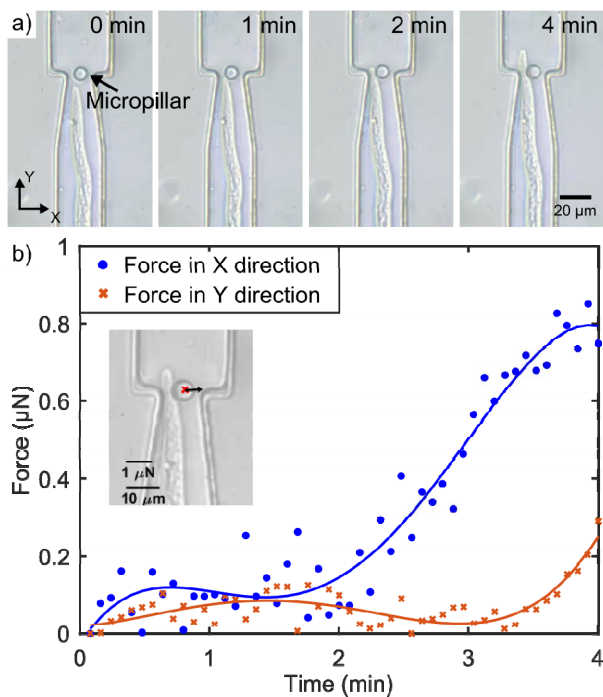 a)
0 min
1 min
2 min
4 min
Micropillar
Y
X
20 µm
b)
1
0.8
0.6
0.4
0.2
0
Force (µN)
Force in X direction
Force in Y direction
1 µN
10 µm
0
1
2
3
4
Time (min)